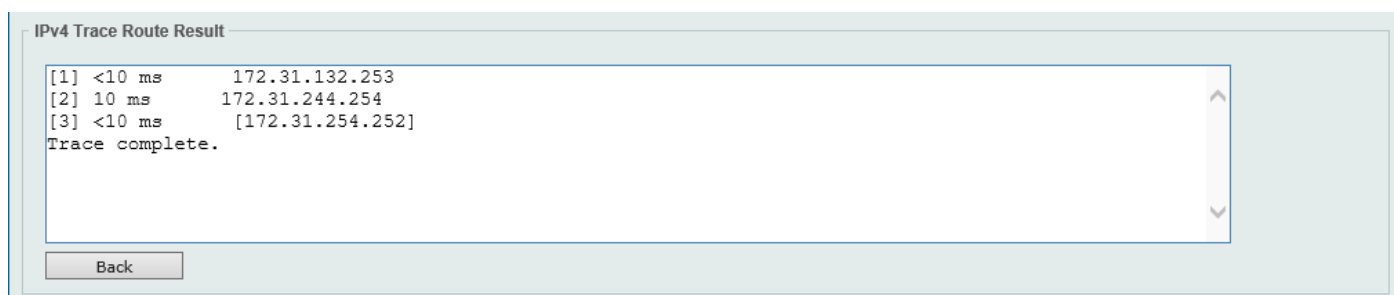 IPv4 Trace Route Result
[1] <10 ms 172.31.132.253
[2] 10 ms 172.31.244.254
[3] <10 ms [172.31.254.252]
Trace complete.
Back